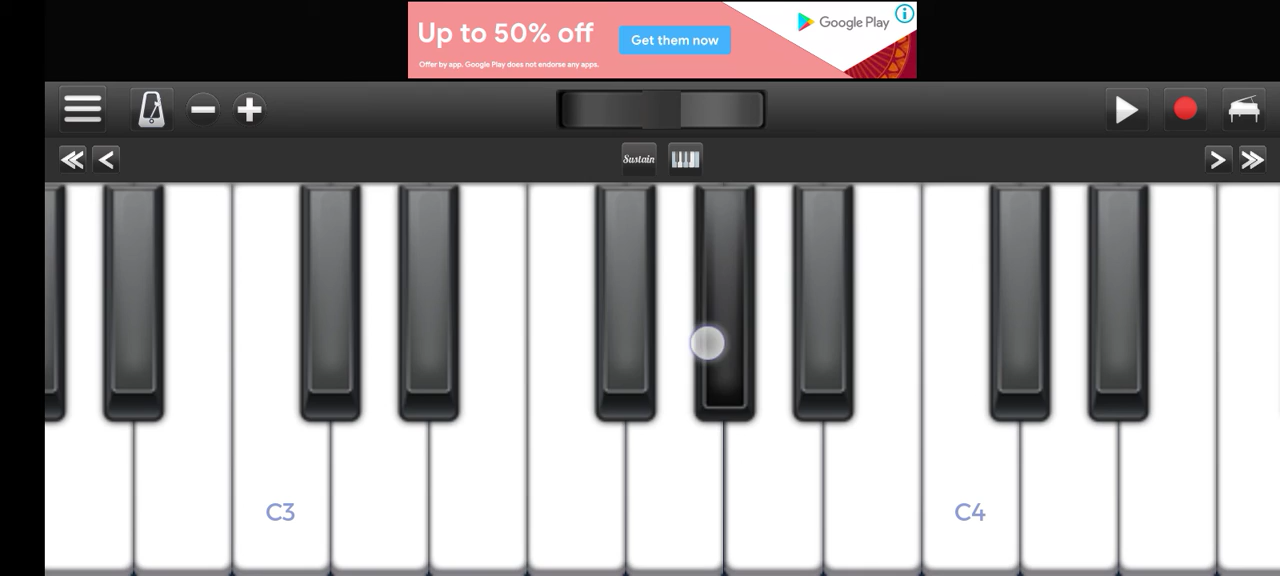 Up to 50% off
Get them now
Google Play
Offer by app. Google Play does not endorse any apps.
Sustain
C3
C4